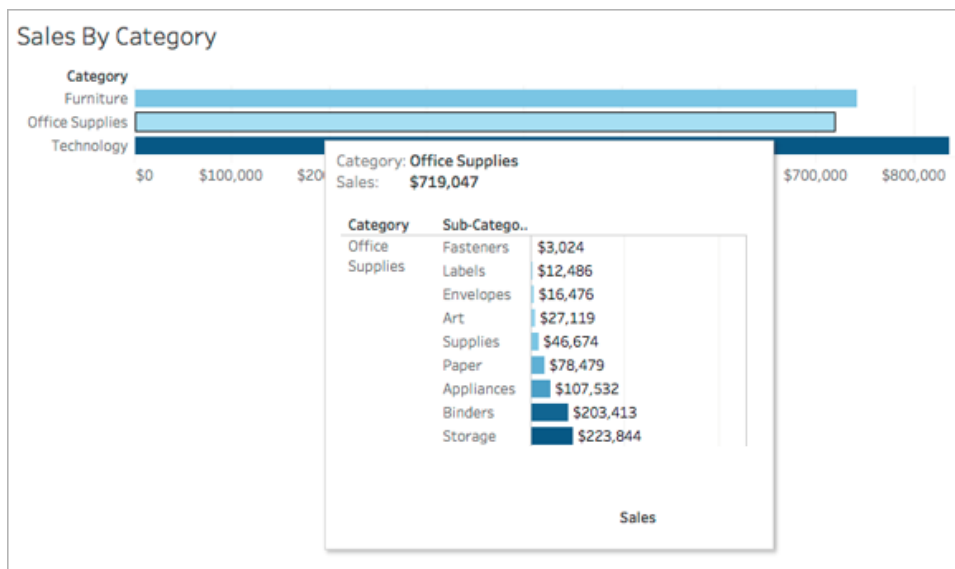 Sales By Category
Category
Furniture
Office Supplies
Technology
$0 $100,000 $20 $700,000 $800,000
Category: Office Supplies
Sales: $719,047
Category Sub-Catego..
Office Supplies
Fasteners $3,024
Labels $12,486
Envelopes $16,476
Art $27,119
Supplies $46,674
Paper $78,479
Appliances $107,532
Binders $203,413
Storage $223,844
Sales